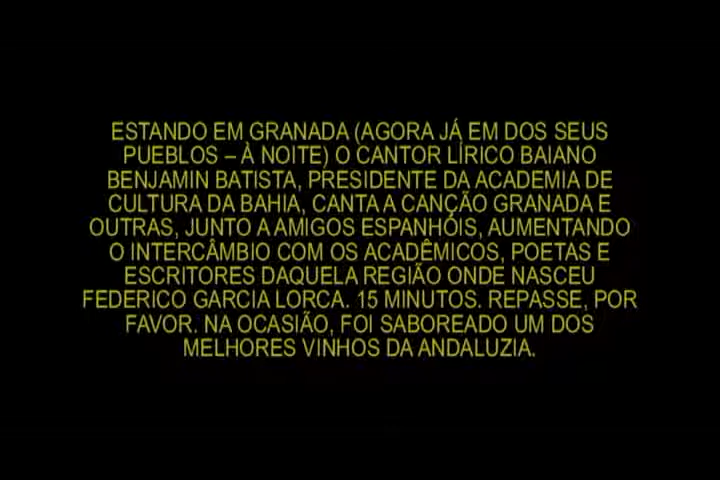 ESTANDO EM GRANADA (AGORA JÁ EM DOS SEUS
PUEBLOS – À NOITE) O CANTOR LÍRICO BAIANO
BENJAMIN BATISTA, PRESIDENTE DA ACADEMIA DE
CULTURA DA BAHIA, CANTA A CANÇÃO GRANADA E
OUTRAS, JUNTO A AMIGOS ESPANHÓIS, AUMENTANDO
O INTERCÂMBIO COM OS ACADÊMICOS, POETAS E
ESCRITORES DAQUELA REGIÃO ONDE NASCEU
FEDERICO GARCIA LORCA. 15 MINUTOS. REPASSE, POR
FAVOR. NA OCASIÃO, FOI SABOREADO UM DOS
MELHORES VINHOS DA ANDALUZIA.